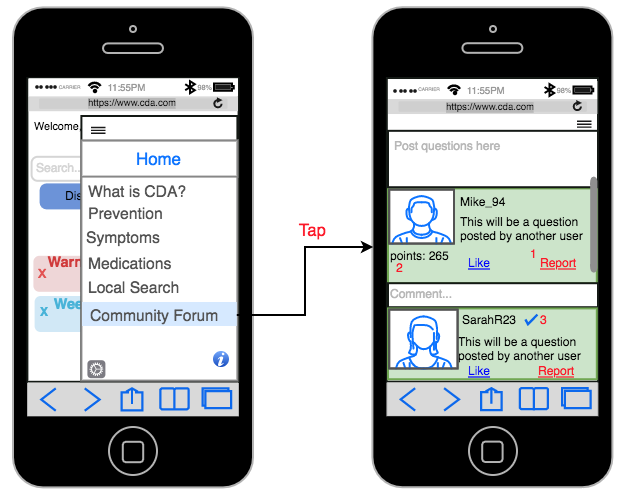 CARRIER 11:55PM 98%
https://www.cda.com
Welcome,
Home
Search...
What is CDA?
Dis
Prevention
Symptoms
Warn
x
Medications
Local Search
Wee
x
Community Forum
i
Tap
CARRIER 11:55PM 98%
https://www.cda.com
Post questions here
Mike_94
This will be a question
posted by another user
points: 265
1
2
Like
Report
Comment...
SarahR23 3
This will be a question
posted by another user
Like
Report